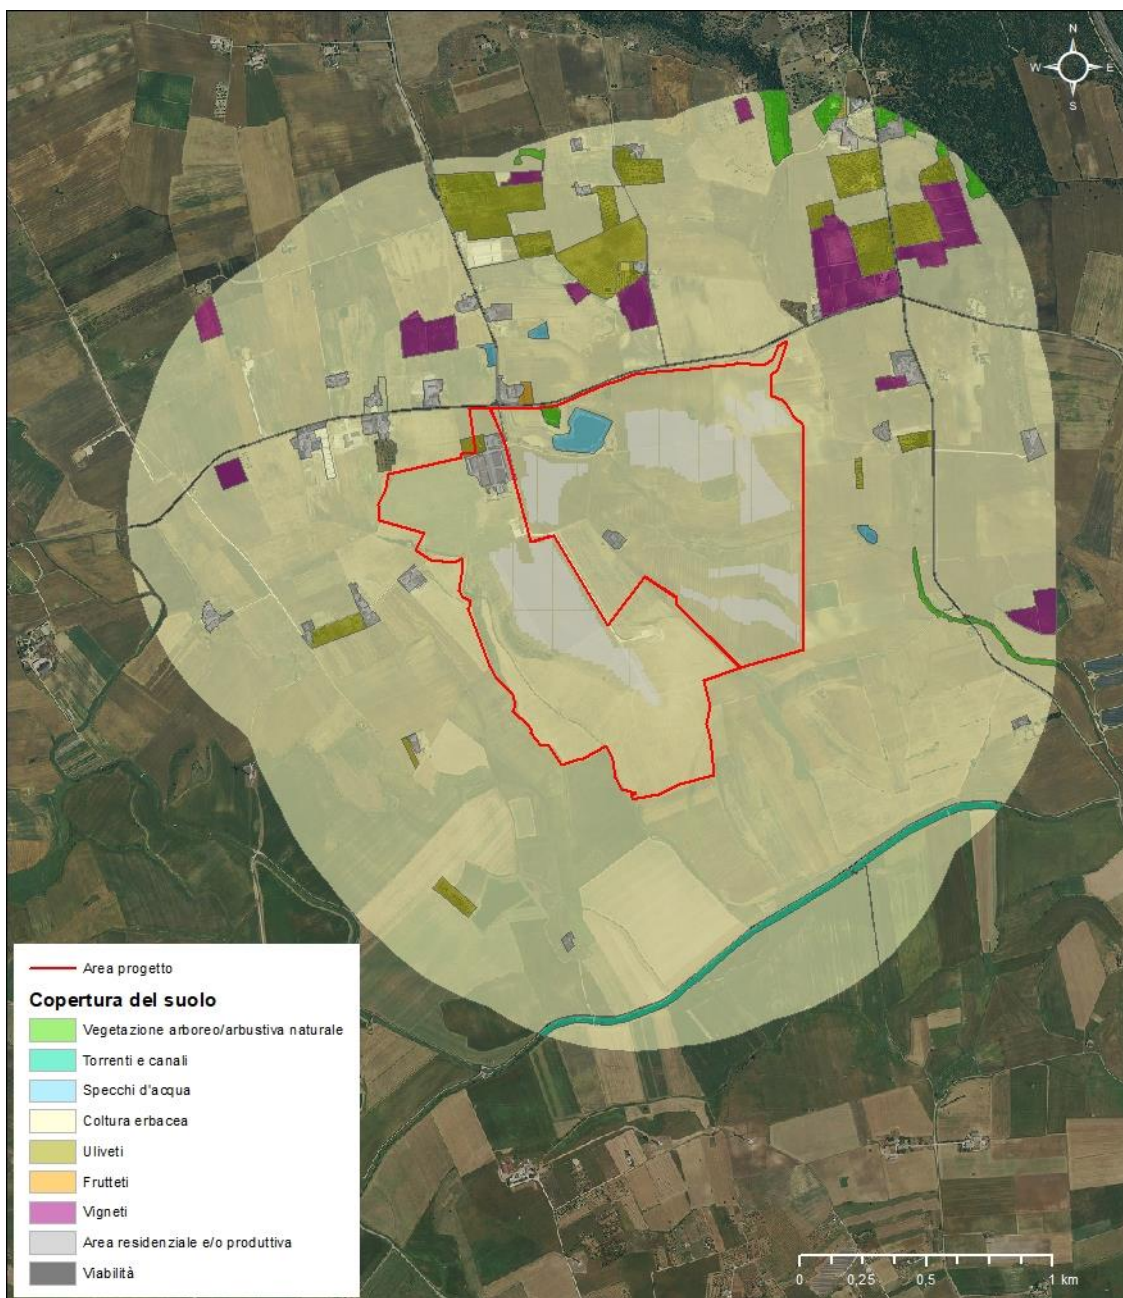 N
W E
S
Area progetto
Copertura del suolo
Vegetazione arboreo/arbustiva naturale
Torrenti e canali
Specchi d'acqua
Coltura erbacea
Uliveti
Frutteti
Vigneti
Area residenziale e/o produttiva
Viabilità
0 0,25 0,5 1 km